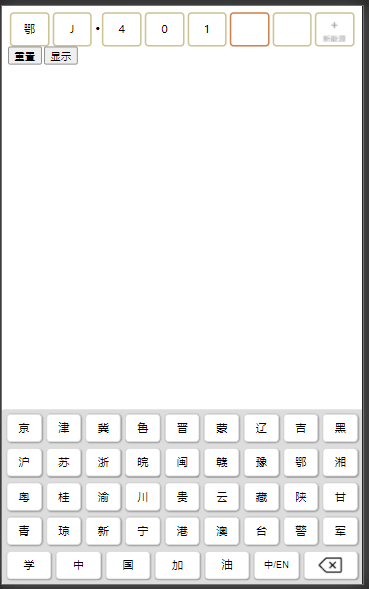 鄂 J • 4 0 1 +
新能源
重置 显示
京 津 冀 鲁 晋 蒙 辽 吉 黑
沪 苏 浙 皖 闽 赣 豫 鄂 湘
粤 桂 渝 川 贵 云 藏 陕 甘
青 琼 新 宁 港 澳 台 警 军
学 中 国 加 油 中/EN